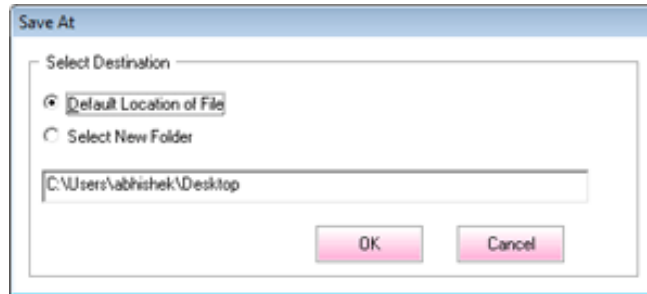 Save At
Select Destination
Default Location of File
Select New Folder
C:\Users\abhishek\Desktop
OK Cancel